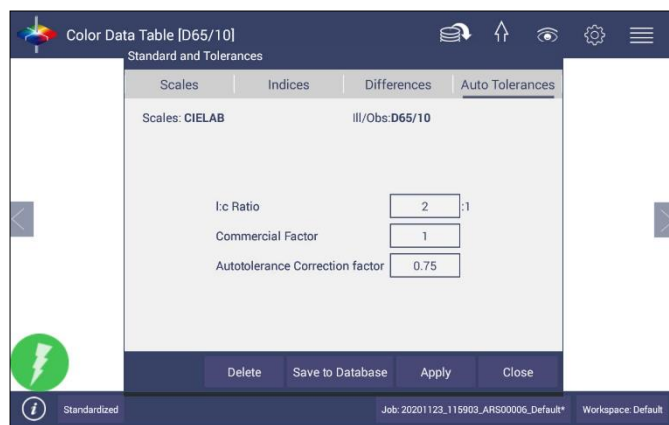 Color Data Table [D65/10]
Standard and Tolerances
Scales Indices Differences Auto Tolerances
Scales: CIELAB Ill/Obs:D65/10
l:c Ratio 2 :1
Commercial Factor 1
Autotolerance Correction factor 0.75
Delete Save to Database Apply Close
i Standardized Job: 20201123_115903_ARS00006_Default* Workspace: Default